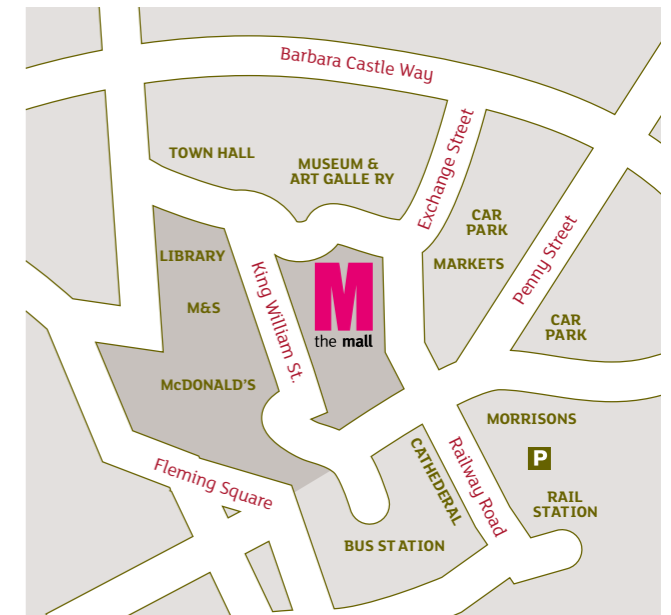 Barbara Castle Way
TOWN HALL
MUSEUM &
ART GALLE RY
Exchange Street
CAR
PARK
MARKETS
Penny Street
LIBRARY
M&S
King William St.
M
the mall
CAR
PARK
McDONALD'S
MORRISONS
P
Fleming Square
CATHEDERAL
Railway Road
RAIL
STATION
BUS STATION